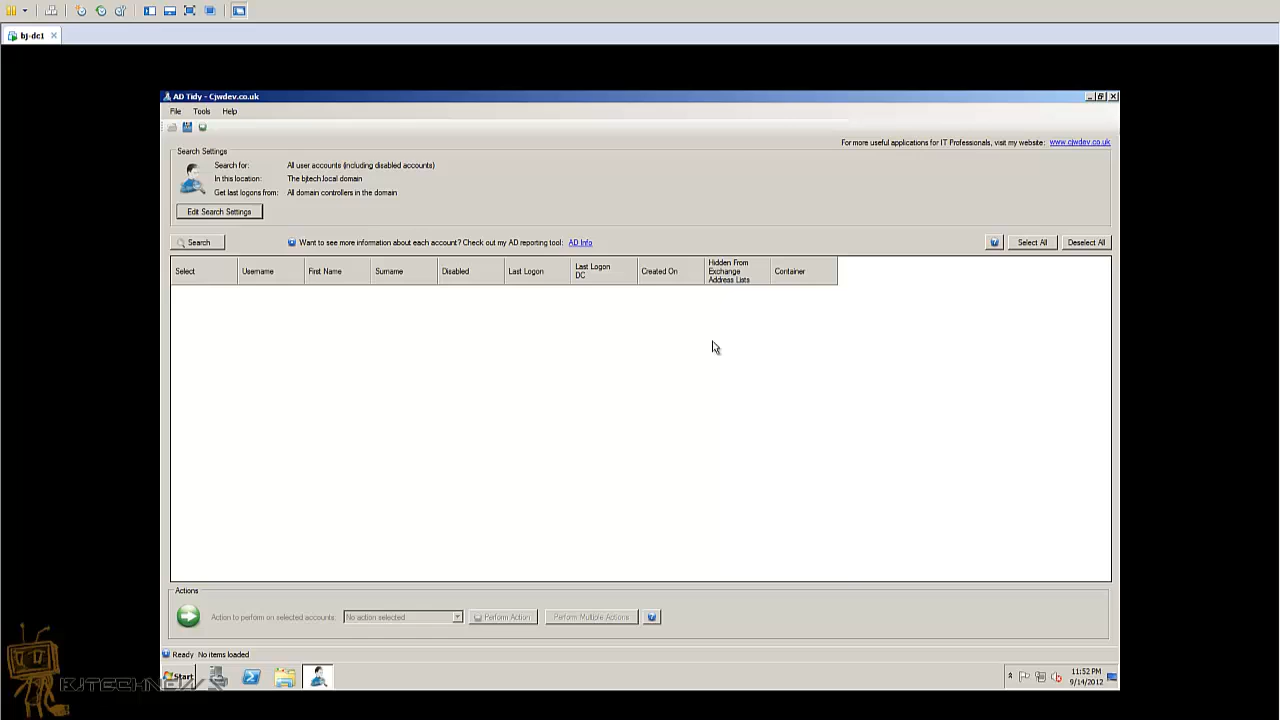 bj-dc1
AD Tidy - Cjwdev.co.uk
File Tools Help
For more useful applications for IT Professionals, visit my website: www.cjwdev.co.uk
Search Settings
Search for: All user accounts (including disabled accounts)
In this location: The bjtech.local domain
Get last logons from: All domain controllers in the domain
Edit Search Settings
Search Want to see more information about each account? Check out my AD reporting tool: AD Info Select All Deselect All
Select Username First Name Surname Disabled Last Logon Last Logon DC Created On Hidden From Exchange Address Lists Container
Actions
Action to perform on selected accounts: No action selected Perform Action Perform Multiple Actions
Ready No items loaded
Start
BJTECHNEWS
11:52 PM
9/14/2012